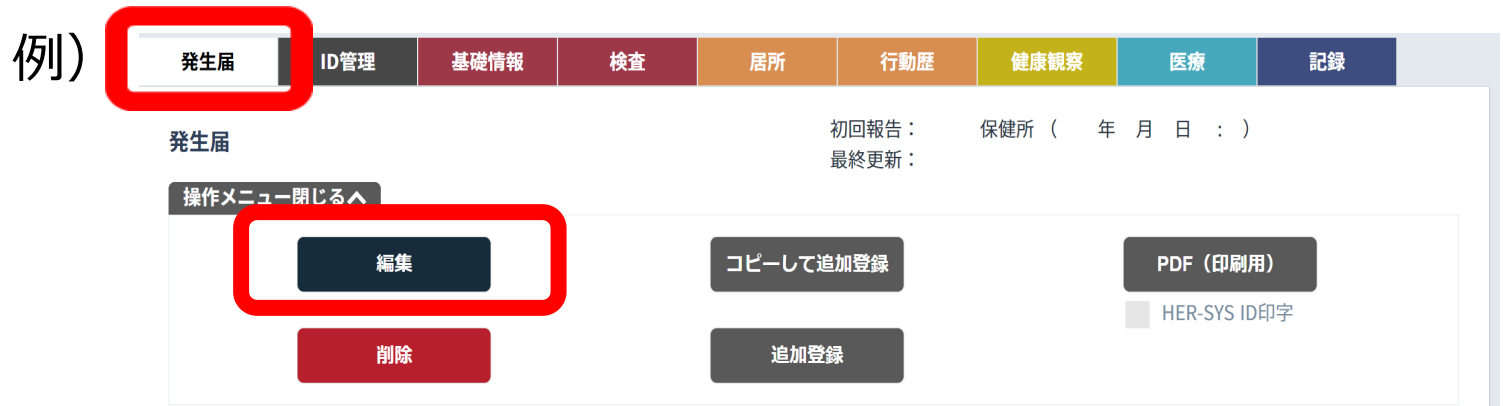 例）
発生届 ID管理 基礎情報 検査 居所 行動歴 健康観察 医療 記録
発生届
初回報告： 保健所 （ 年 月 日 : ）
最終更新：
操作メニュー閉じる
編集 コピーして追加登録 PDF（印刷用）
HER-SYS ID印字
削除 追加登録